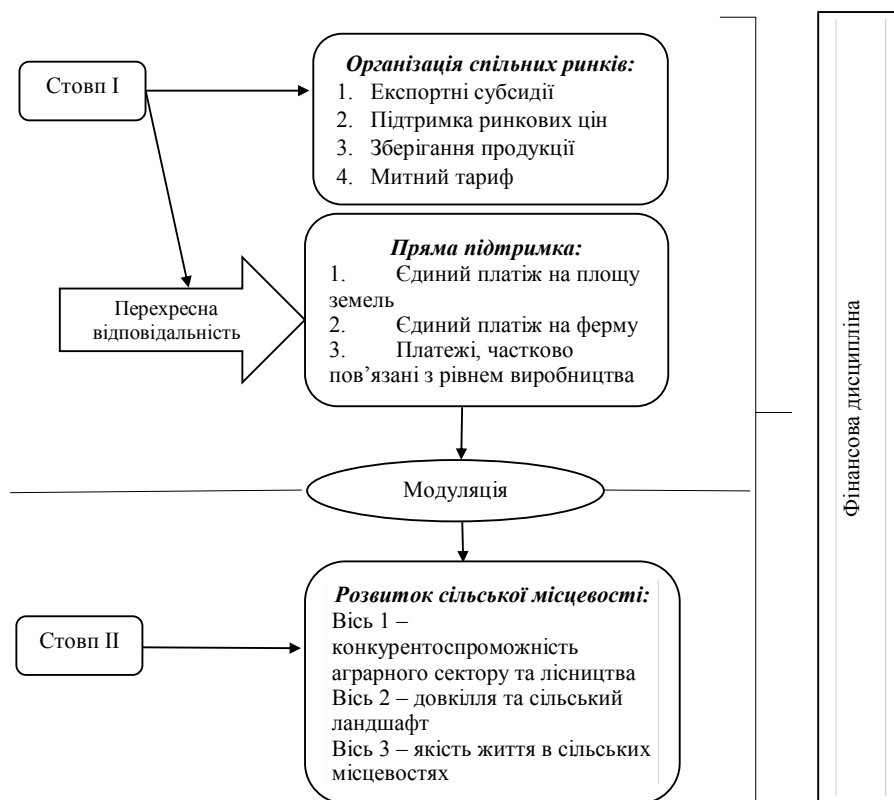 Стовп І
Організація спільних ринків:
1. Експортні субсидії
2. Підтримка ринкових цін
3. Зберігання продукції
4. Митний тариф
Перехресна
відповідальність
Пряма підтримка:
1. Єдиний платіж на площу
земель
2. Єдиний платіж на ферму
3. Платежі, частково
пов’язані з рівнем виробництва
Модуляція
Стовп ІІ
Розвиток сільської місцевості:
Вісь 1 –
конкурентоспроможність
аграрного сектору та лісництва
Вісь 2 – довкілля та сільський
ландшафт
Вісь 3 – якість життя в сільських
місцевостях
Фінансова дисципліна